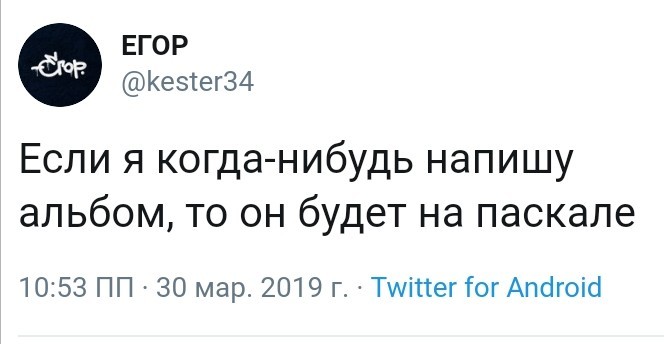 Егор.
ЕГОР
@kester34
Если я когда-нибудь напишу
альбом, то он будет на паскале
10:53 ПП · 30 мар. 2019 г. · Twitter for Android